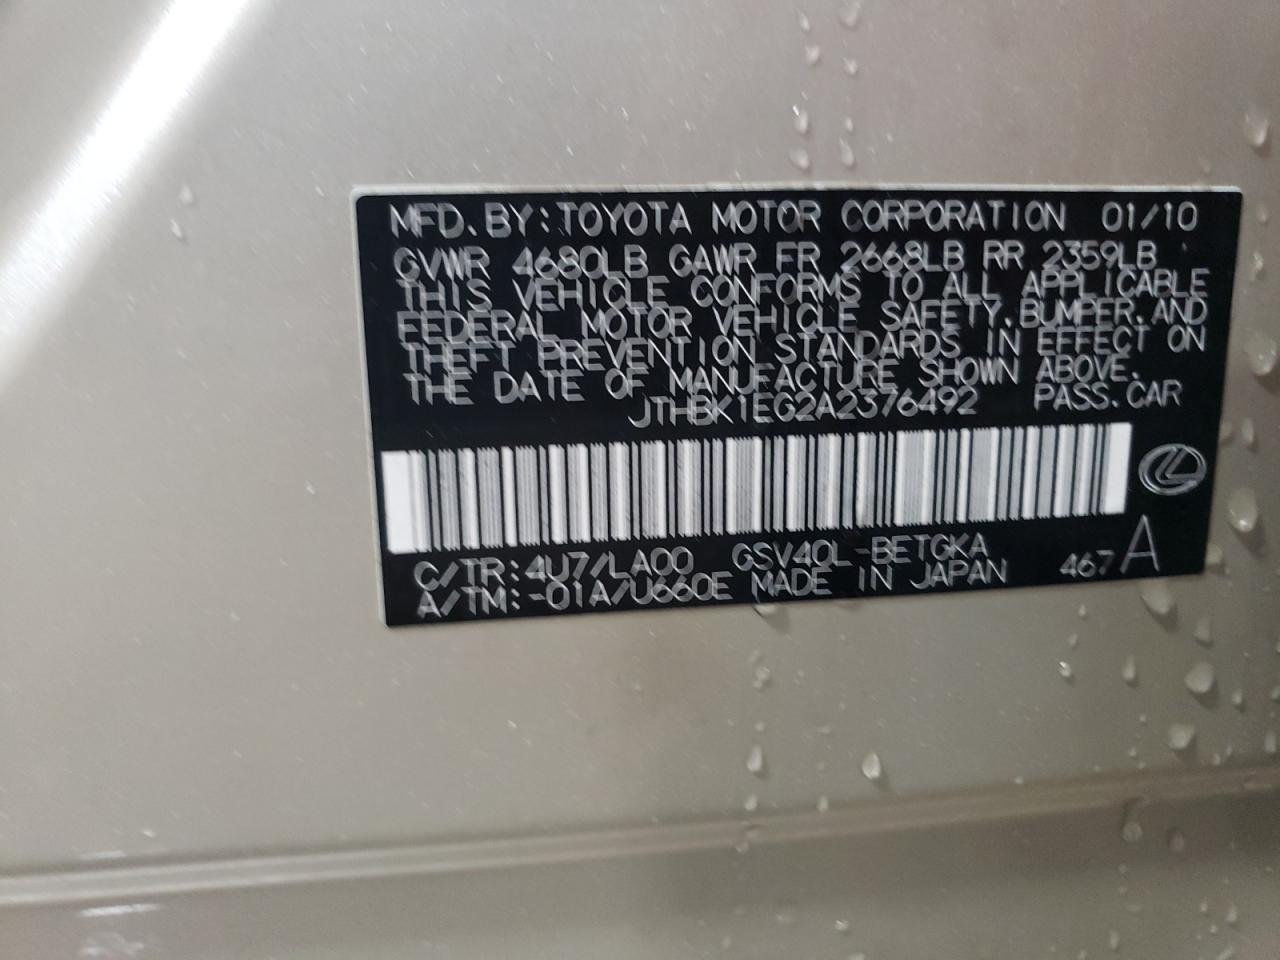 MFD. BY: TOYOTA MOTOR CORPORATION 01/10
GVWR 4680LB GAWR FR 2668LB RR 2359LB
THIS VEHICLE CONFORMS TO ALL APPLICABLE
FEDERAL MOTOR VEHICLE SAFETY, BUMPER, AND
THEFT PREVENTION STANDARDS IN EFFECT ON
THE DATE OF MANUFACTURE SHOWN ABOVE.
JTHBK1EG2A2376492 PASS. CAR
C/TR: 4U7/LA00 GSV40L-BETGKA
A/TM: -01A/U660E MADE IN JAPAN 467 A